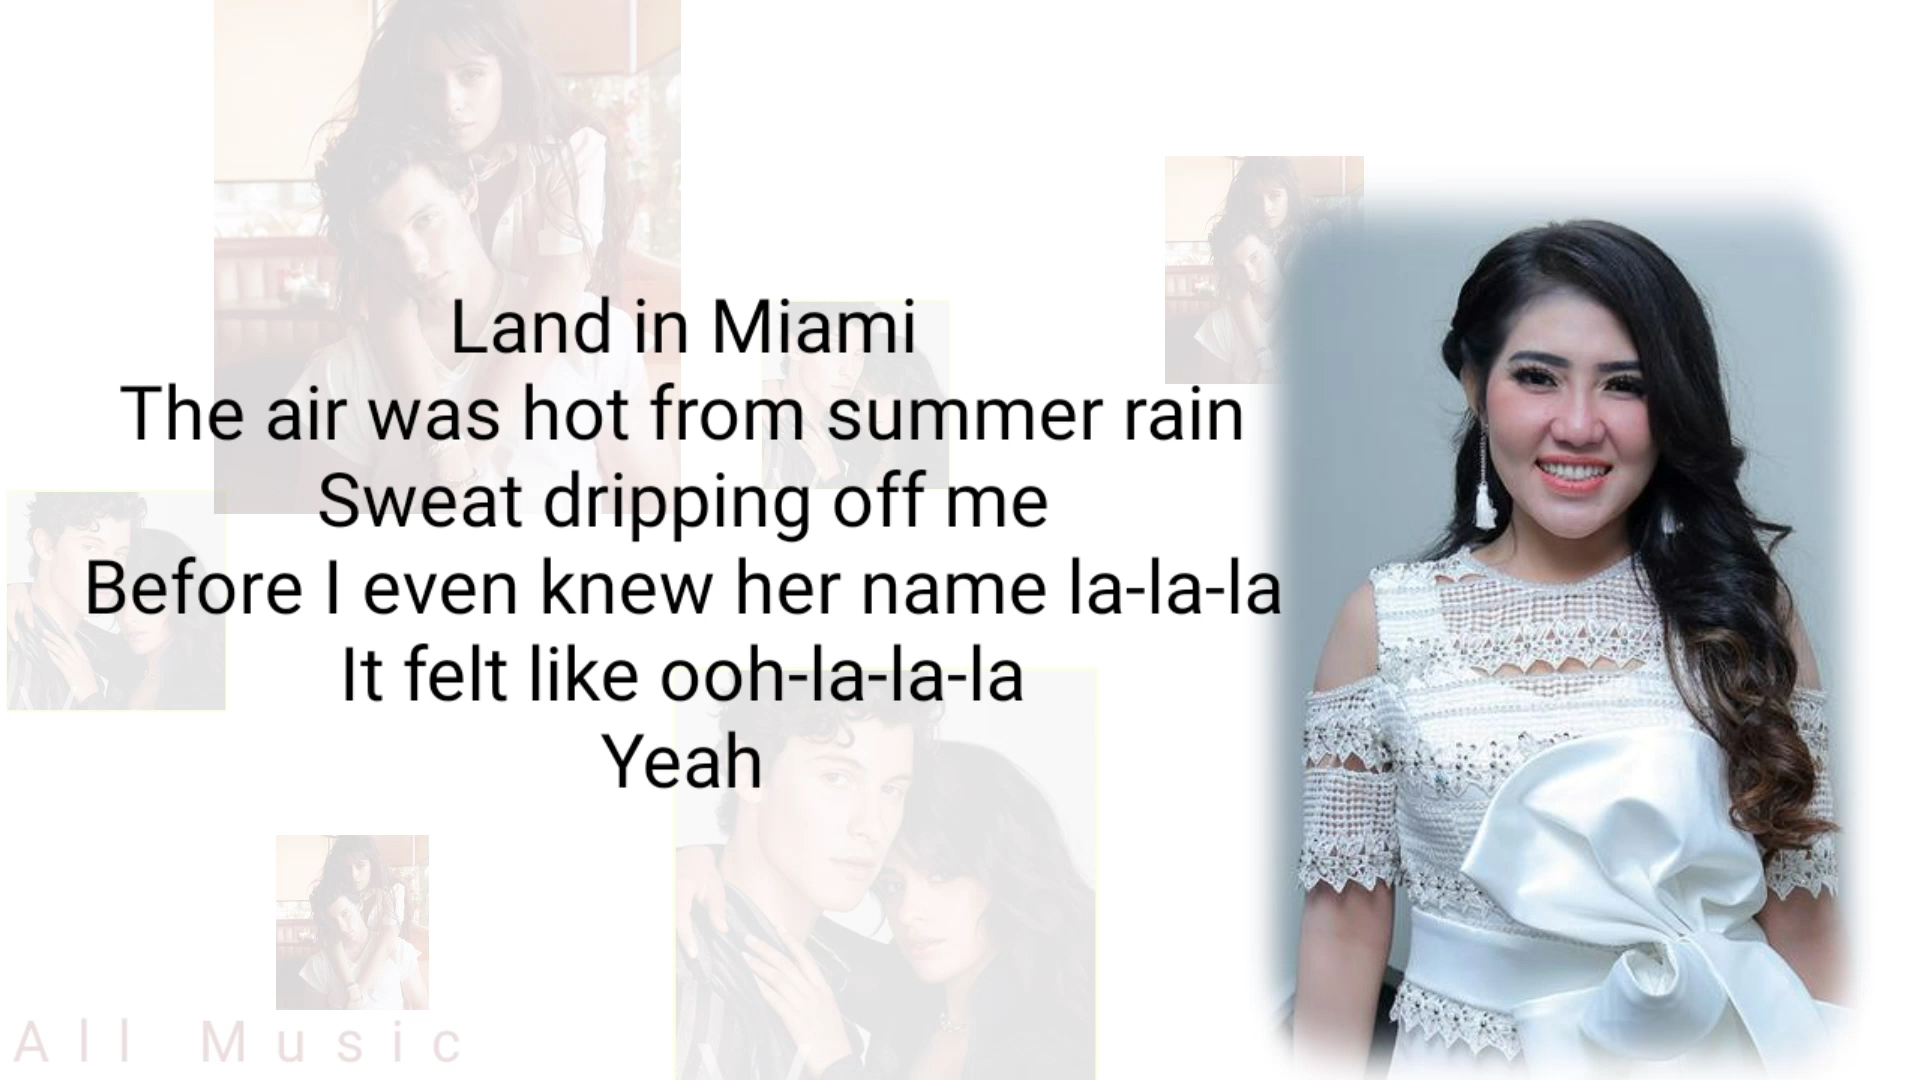 Land in Miami
The air was hot from summer rain
Sweat dripping off me
Before I even knew her name la-la-la
It felt like ooh-la-la-la
Yeah
All Music